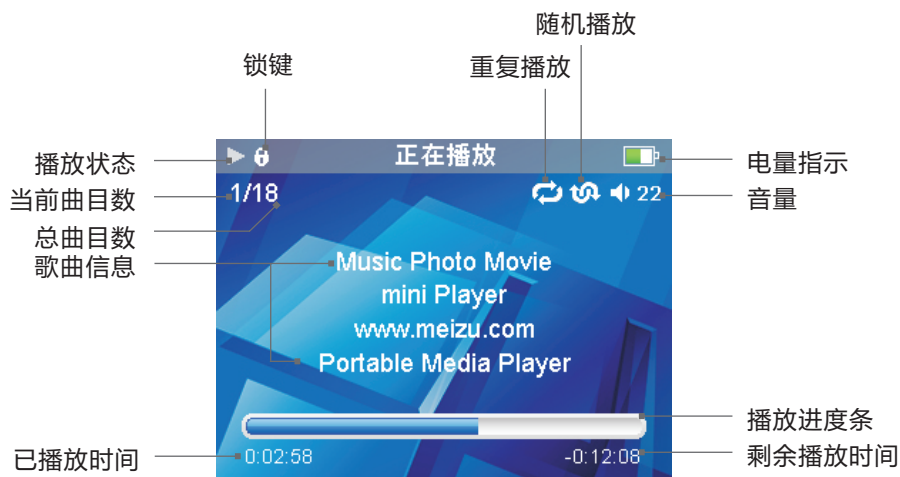 随机播放
锁键
重复播放
播放状态
正在播放
电量指示
当前曲目数
1/18
22
音量
总曲目数
歌曲信息
Music Photo Movie
mini Player
www.meizu.com
Portable Media Player
播放进度条
已播放时间
0:02:58
-0:12:08
剩余播放时间